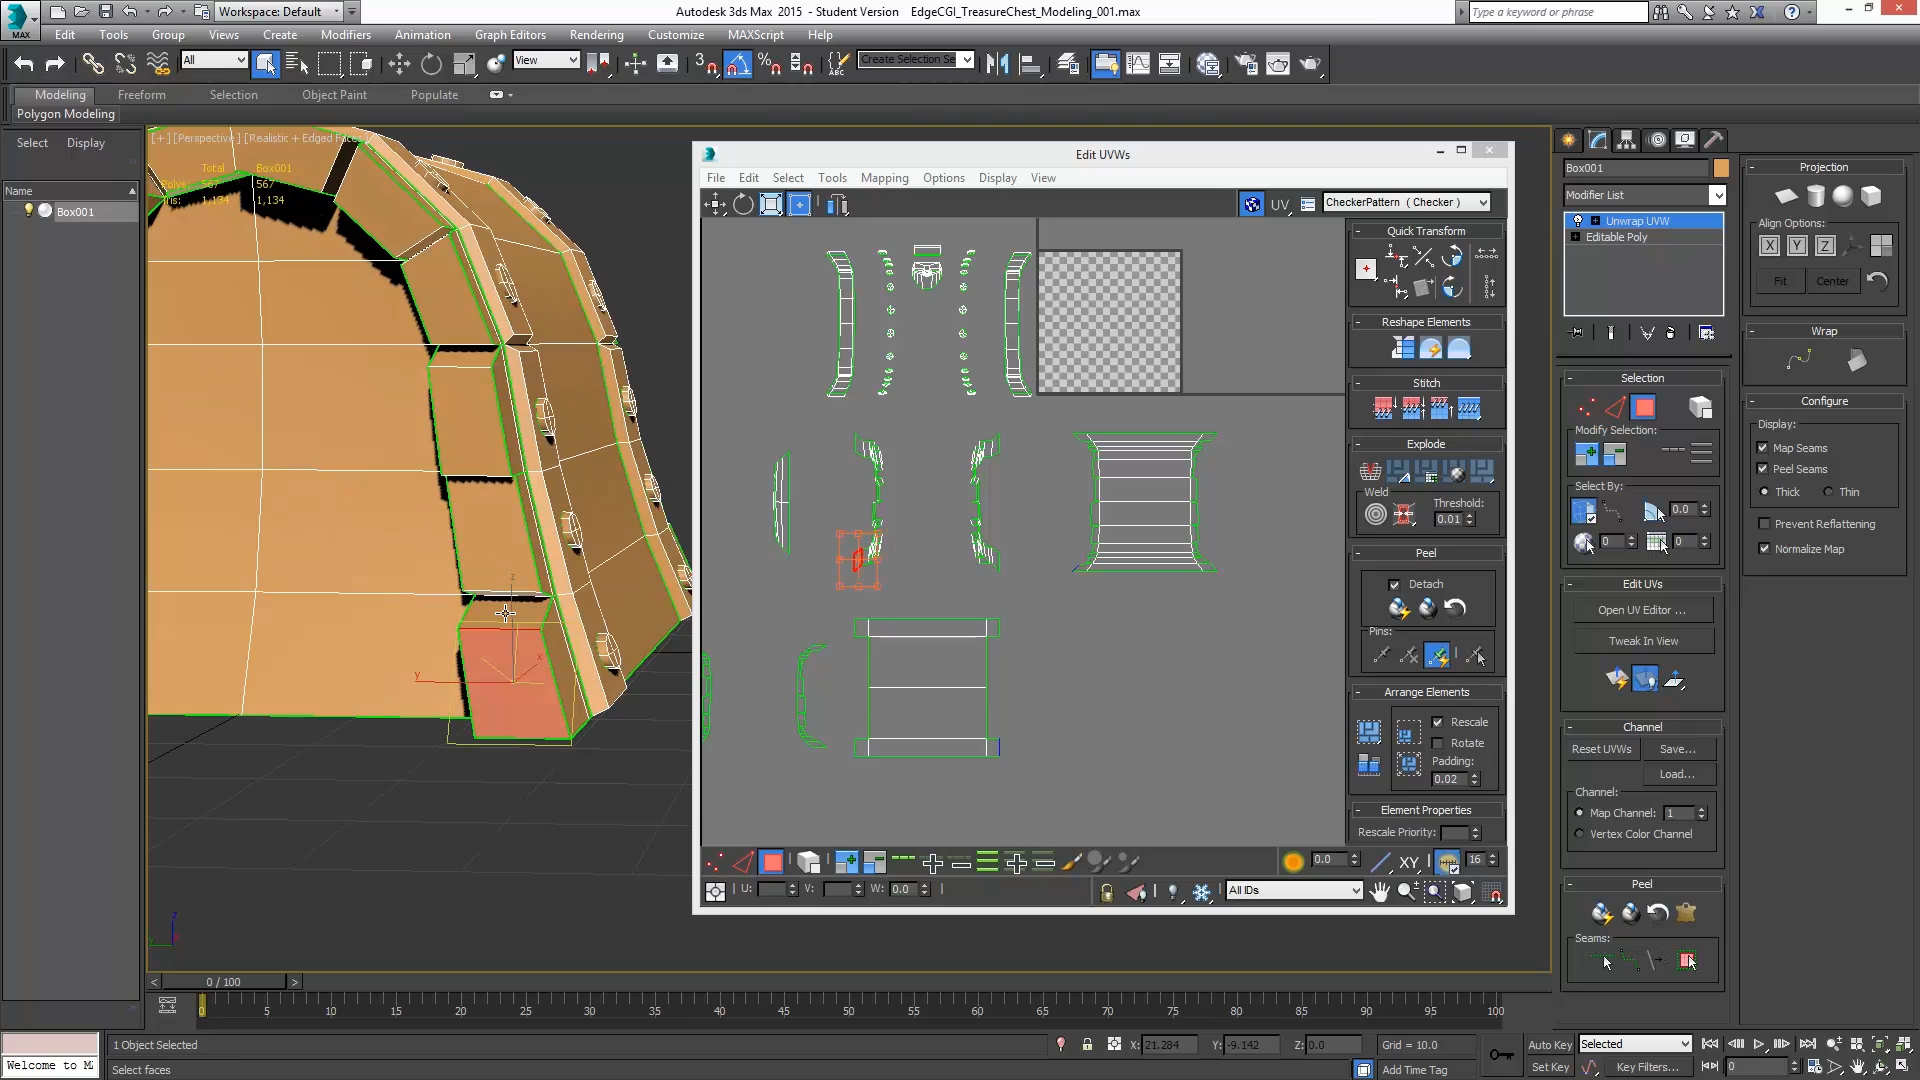 Workspace: Default
Autodesk 3ds Max 2015 - Student Version EdgeCGI_TreasureChest_Modeling_001.max
Type a keyword or phrase
MAX
Edit Tools Group Views Create Modifiers Animation Graph Editors Rendering Customize MAXScript Help
All
View
3
ABC
Create Selection Se
Modeling Freeform Selection Object Paint Populate
Polygon Modeling
Select Display
Name
Box001
[+] [Perspective] [Realistic + Edged Faces
Total Box001
Polys: 567 567
Tris: 1,134 1,134
z
x
y
Edit UVWs
File Edit Select Tools Mapping Options Display View
UV
CheckerPattern ( Checker )
Quick Transform
Reshape Elements
Stitch
Explode
Weld
Threshold:
0.01
Peel
Detach
Pins:
Arrange Elements
Rescale
Rotate
Padding:
0.02
Element Properties
Rescale Priority:
0.0
XY
16
U: V: W: 0.0
All IDs
Box001
Modifier List
Unwrap UVW
Editable Poly
Selection
Modify Selection:
Select By:
0.0
0
0
Edit UVs
Open UV Editor ...
Tweak In View
Channel
Reset UVWs Save...
Load...
Channel:
Map Channel: 1
Vertex Color Channel
Peel
Seams:
Projection
Align Options:
X Y Z
Fit Center
Wrap
Configure
Display:
Map Seams
Peel Seams
Thick Thin
Prevent Reflattening
Normalize Map
z
< 0 / 100 >
0 5 10 15 20 25 30 35 40 45 50 55 60 65 70 75 80 85 90 95 100
1 Object Selected
X: 21.284 Y: -9.142 Z: 0.0 Grid = 10.0
Auto Key Selected
Welcome to M
Select faces
Add Time Tag
Set Key Key Filters...
0